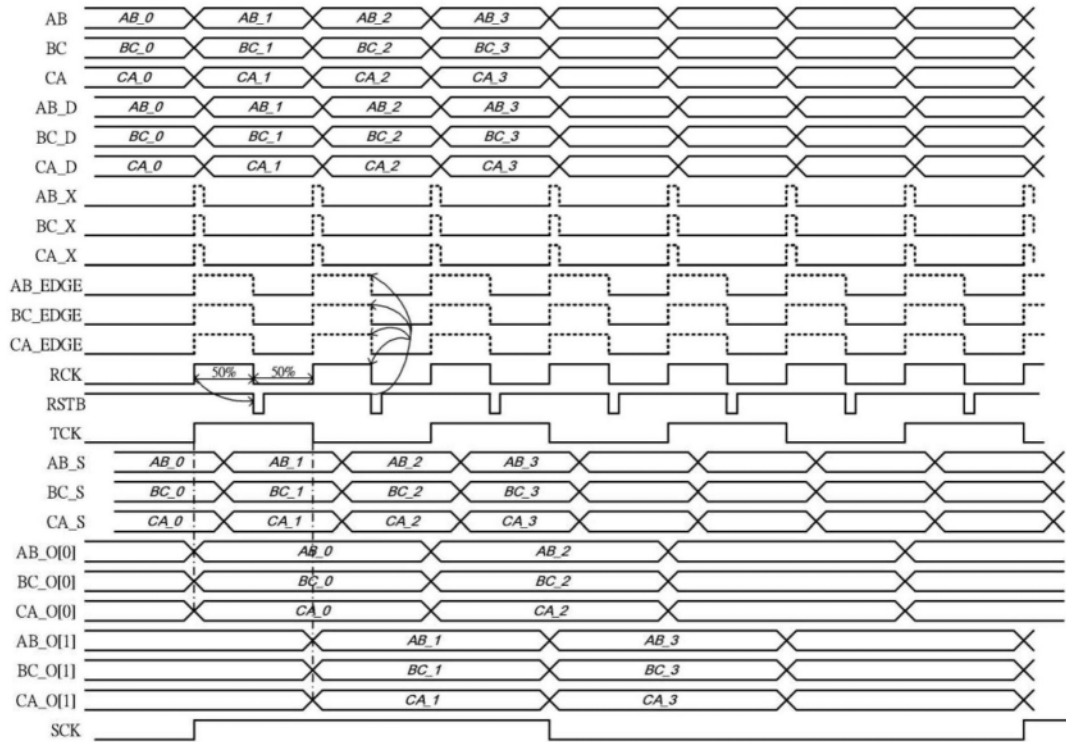 AB AB_0 AB_1 AB_2 AB_3
BC BC_0 BC_1 BC_2 BC_3
CA CA_0 CA_1 CA_2 CA_3
AB_D AB_0 AB_1 AB_2 AB_3
BC_D BC_0 BC_1 BC_2 BC_3
CA_D CA_0 CA_1 CA_2 CA_3
AB_X
BC_X
CA_X
AB_EDGE
BC_EDGE
CA_EDGE
RCK 50% 50%
RSTB
TCK
AB_S AB_0 AB_1 AB_2 AB_3
BC_S BC_0 BC_1 BC_2 BC_3
CA_S CA_0 CA_1 CA_2 CA_3
AB_O[0] AB_0 AB_2
BC_O[0] BC_0 BC_2
CA_O[0] CA_0 CA_2
AB_O[1] AB_1 AB_3
BC_O[1] BC_1 BC_3
CA_O[1] CA_1 CA_3
SCK